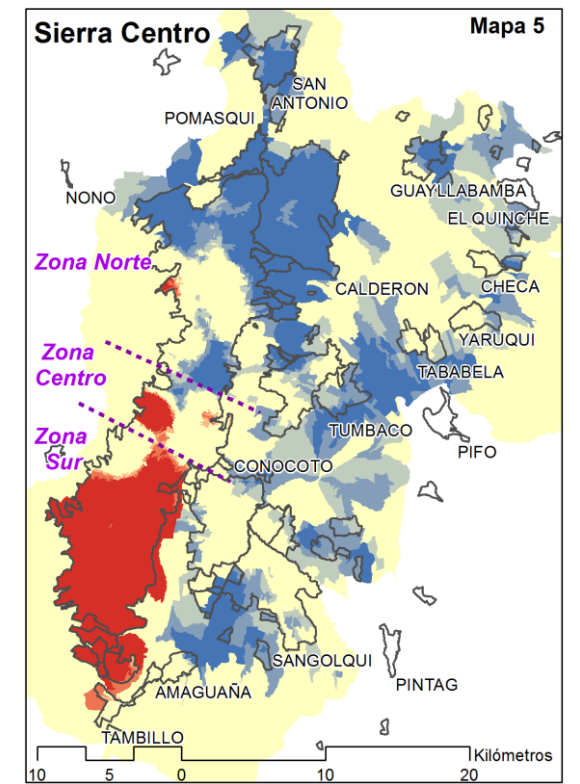 Sierra Centro
Mapa 5
SAN
ANTONIO
POMASQUI
NONO
GUAYLLABAMBA
EL QUINCHE
Zona Norte
CALDERON
CHECA
YARUQUI
Zona
Centro
TABABELA
TUMBACO
PIFO
Zona
Sur
CONOCOTO
SANGOLQUI
PINTAG
AMAGUAÑA
TAMBILLO
Kilómetros
10 5 0 10 20